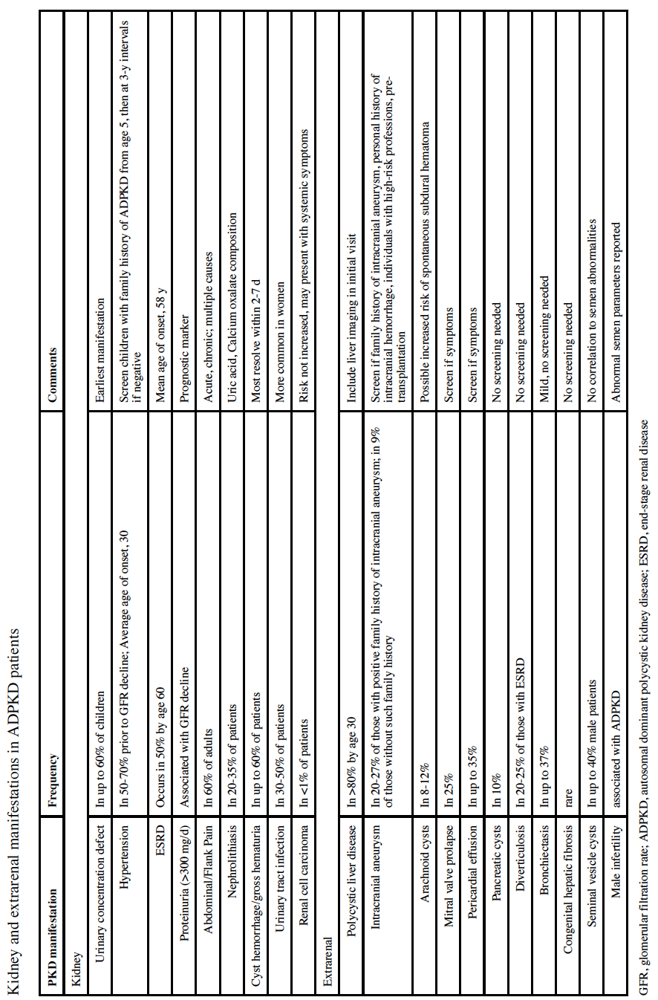 Kidney and extrarenal manifestations in ADPKD patients
PKD manifestation Frequency Comments
Kidney
Urinary concentration defect In up to 60% of children Earliest manifestation
Hypertension In 50-70% prior to GFR decline; Average age of onset, 30 Screen children with family history of ADPKD from age 5, then at 3-y intervals
if negative
ESRD Occurs in 50% by age 60 Mean age of onset, 58 y
Proteinuria (>300 mg/d) Associated with GFR decline Prognostic marker
Abdominal/Flank Pain In 60% of adults Acute, chronic; multiple causes
Nephrolithiasis In 20-35% of patients Uric acid, Calcium oxalate composition
Cyst hemorrhage/gross hematuria In up to 60% of patients Most resolve within 2-7 d
Urinary tract infection In 30-50% of patients More common in women
Renal cell carcinoma In <1% of patients Risk not increased, may present with systemic symptoms
Extrarenal
Polycystic liver disease In >80% by age 30 Include liver imaging in initial visit
Intracranial aneurysm In 20-27% of those with positive family history of intracranial aneurysm; in 9% Screen if family history of intracranial aneurysm, personal history of
of those without such family history intracranial hemorrhage, individuals with high-risk professions, pre-
transplantation
Arachnoid cysts In 8-12% Possible increased risk of spontaneous subdural hematoma
Mitral valve prolapse In 25% Screen if symptoms
Pericardial effusion In up to 35% Screen if symptoms
Pancreatic cysts In 10% No screening needed
Diverticulosis In 20-25% of those with ESRD No screening needed
Bronchiectasis In up to 37% Mild, no screening needed
Congenital hepatic fibrosis rare No screening needed
Seminal vesicle cysts In up to 40% male patients No correlation to semen abnormalities
Male infertility associated with ADPKD Abnormal semen parameters reported
GFR, glomerular filtration rate; ADPKD, autosomal dominant polycystic kidney disease; ESRD, end-stage renal disease